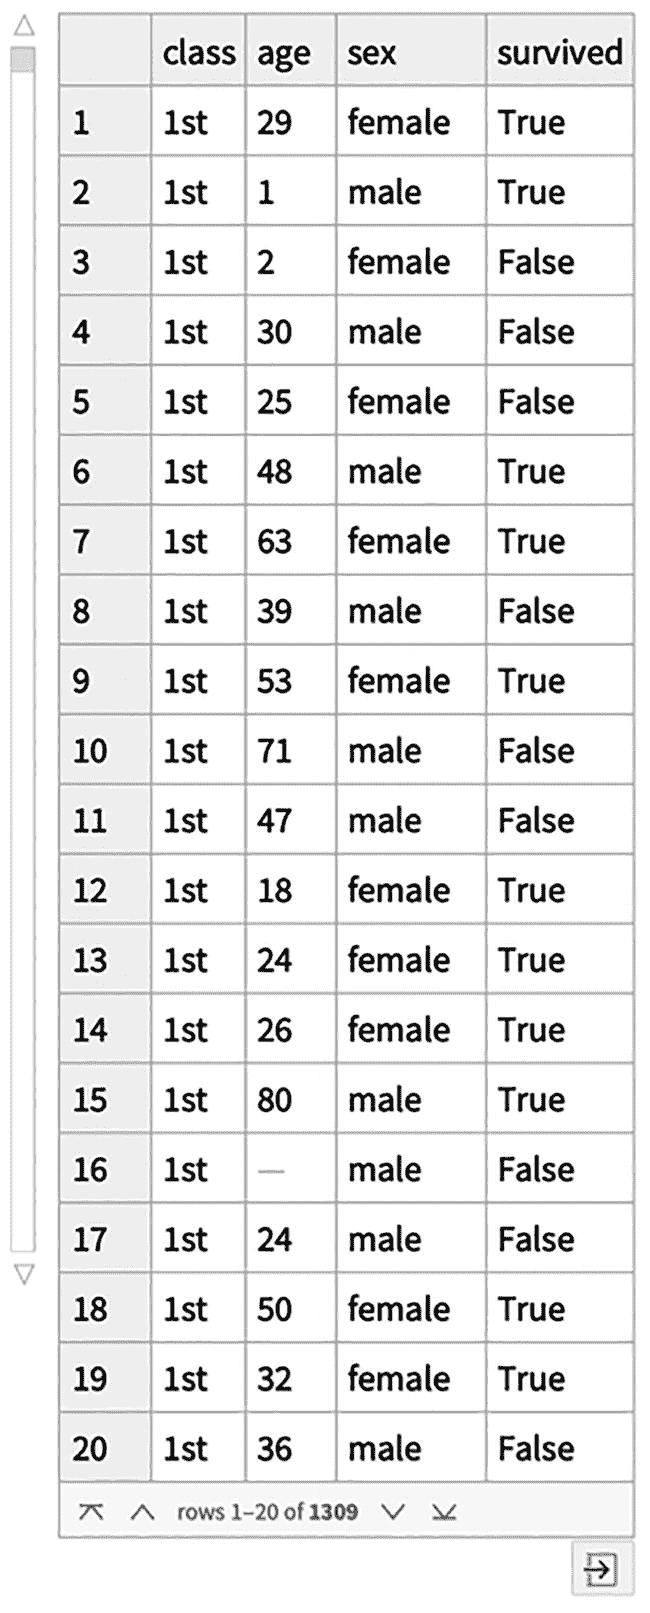 class age sex survived
1 1st 29 female True
2 1st 1 male True
3 1st 2 female False
4 1st 30 male False
5 1st 25 female False
6 1st 48 male True
7 1st 63 female True
8 1st 39 male False
9 1st 53 female True
10 1st 71 male False
11 1st 47 male False
12 1st 18 female True
13 1st 24 female True
14 1st 26 female True
15 1st 80 male True
16 1st — male False
17 1st 24 male False
18 1st 50 female True
19 1st 32 female True
20 1st 36 male False
rows 1–20 of 1309